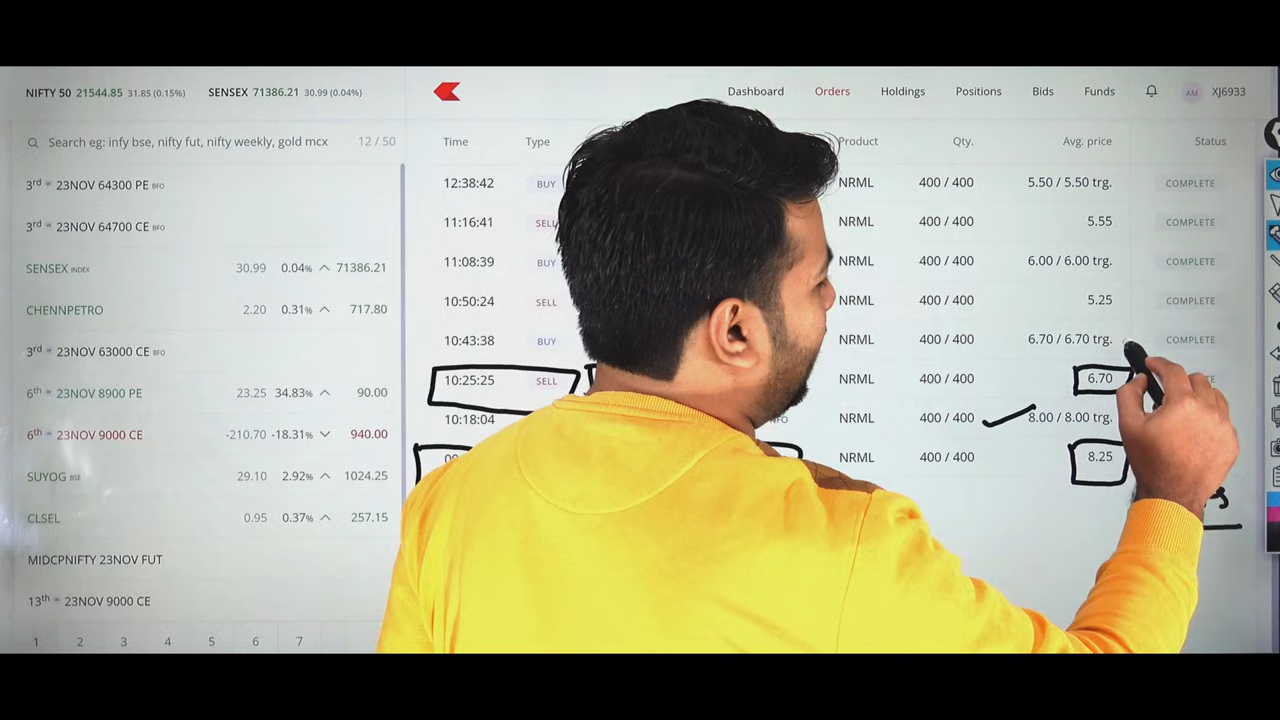 NIFTY 50 21544.85 31.85 (0.15%) SENSEX 71386.21 30.99 (0.04%) Dashboard Orders Holdings Positions Bids Funds AM XJ6933
Search eg: infy bse, nifty fut, nifty weekly, gold mcx 12 / 50
3rd w 23NOV 64300 PE BFO
3rd w 23NOV 64700 CE BFO
SENSEX INDEX 30.99 0.04% 71386.21
CHENNPETRO 2.20 0.31% 717.80
3rd w 23NOV 63000 CE BFO
6th w 23NOV 8900 PE 23.25 34.83% 90.00
6th w 23NOV 9000 CE -210.70 -18.31% 940.00
SUYOG BSE 29.10 2.92% 1024.25
CLSEL 0.95 0.37% 257.15
MIDCPNIFTY 23NOV FUT
13th w 23NOV 9000 CE
1 2 3 4 5 6 7
Time Type Product Qty. Avg. price Status
12:38:42 BUY NRML 400 / 400 5.50 / 5.50 trg. COMPLETE
11:16:41 SELL NRML 400 / 400 5.55 COMPLETE
11:08:39 BUY NRML 400 / 400 6.00 / 6.00 trg. COMPLETE
10:50:24 SELL NRML 400 / 400 5.25 COMPLETE
10:43:38 BUY NRML 400 / 400 6.70 / 6.70 trg. COMPLETE
10:25:25 SELL NRML 400 / 400 6.70
10:18:04 NRML 400 / 400 8.00 / 8.00 trg.
NRML 400 / 400 8.25